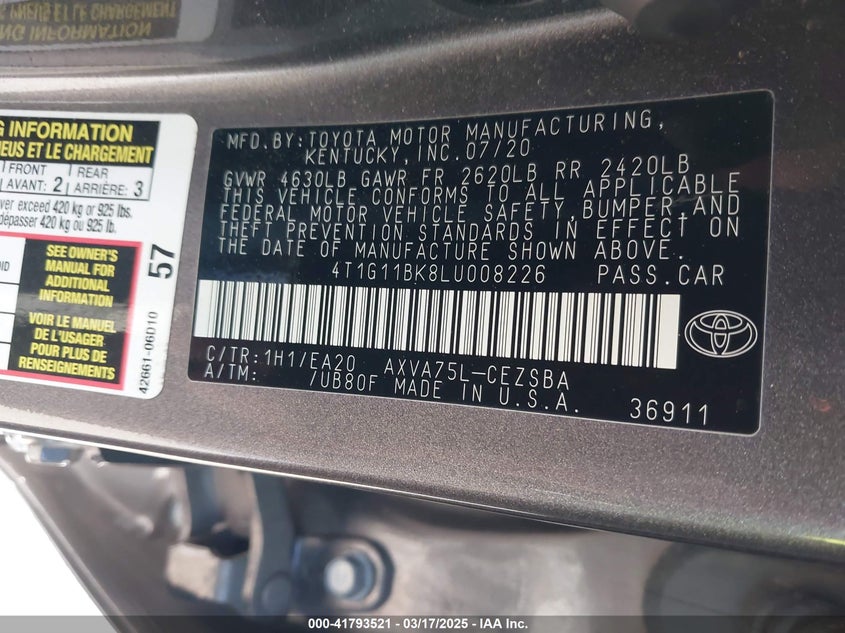 G INFORMATION
NEUS ET LE CHARGEMENT
FRONT
AVANT: 2
REAR
ARRIÈRE: 3
ver exceed 420 kg or 925 lbs.
dépasser 420 kg ou 925 lb.
SEE OWNER'S
MANUAL FOR
ADDITIONAL
INFORMATION
VOIR LE MANUEL
DE L'USAGER
POUR PLUS DE
RENSEIGNEMENTS
57
42661-06D10
MFD. BY: TOYOTA MOTOR MANUFACTURING,
KENTUCKY, INC. 07/20
GVWR 4630LB GAWR FR 2620LB RR 2420LB
THIS VEHICLE CONFORMS TO ALL APPLICABLE
FEDERAL MOTOR VEHICLE SAFETY, BUMPER, AND
THEFT PREVENTION STANDARDS IN EFFECT ON
THE DATE OF MANUFACTURE SHOWN ABOVE.
4T1G11BK8LU008226 PASS. CAR
C/TR: 1H1/EA20 AXVA75L-CEZSBA
A/TM: /UB80F MADE IN U.S.A.
36911
000-41793521 - 03/17/2025 - IAA Inc.